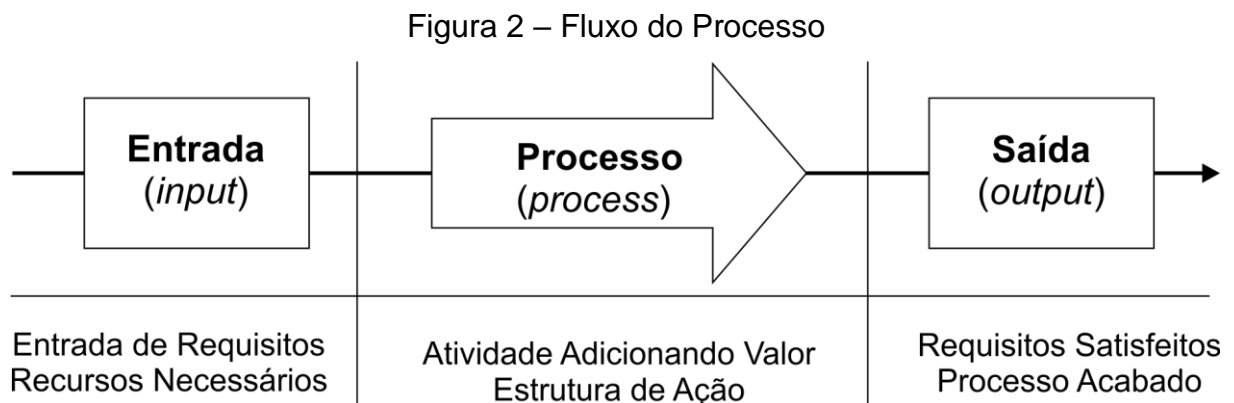 Figura 2 – Fluxo do Processo
Entrada
(input)
Processo
(process)
Saída
(output)
Entrada de Requisitos
Recursos Necessários
Atividade Adicionando Valor
Estrutura de Ação
Requisitos Satisfeitos
Processo Acabado